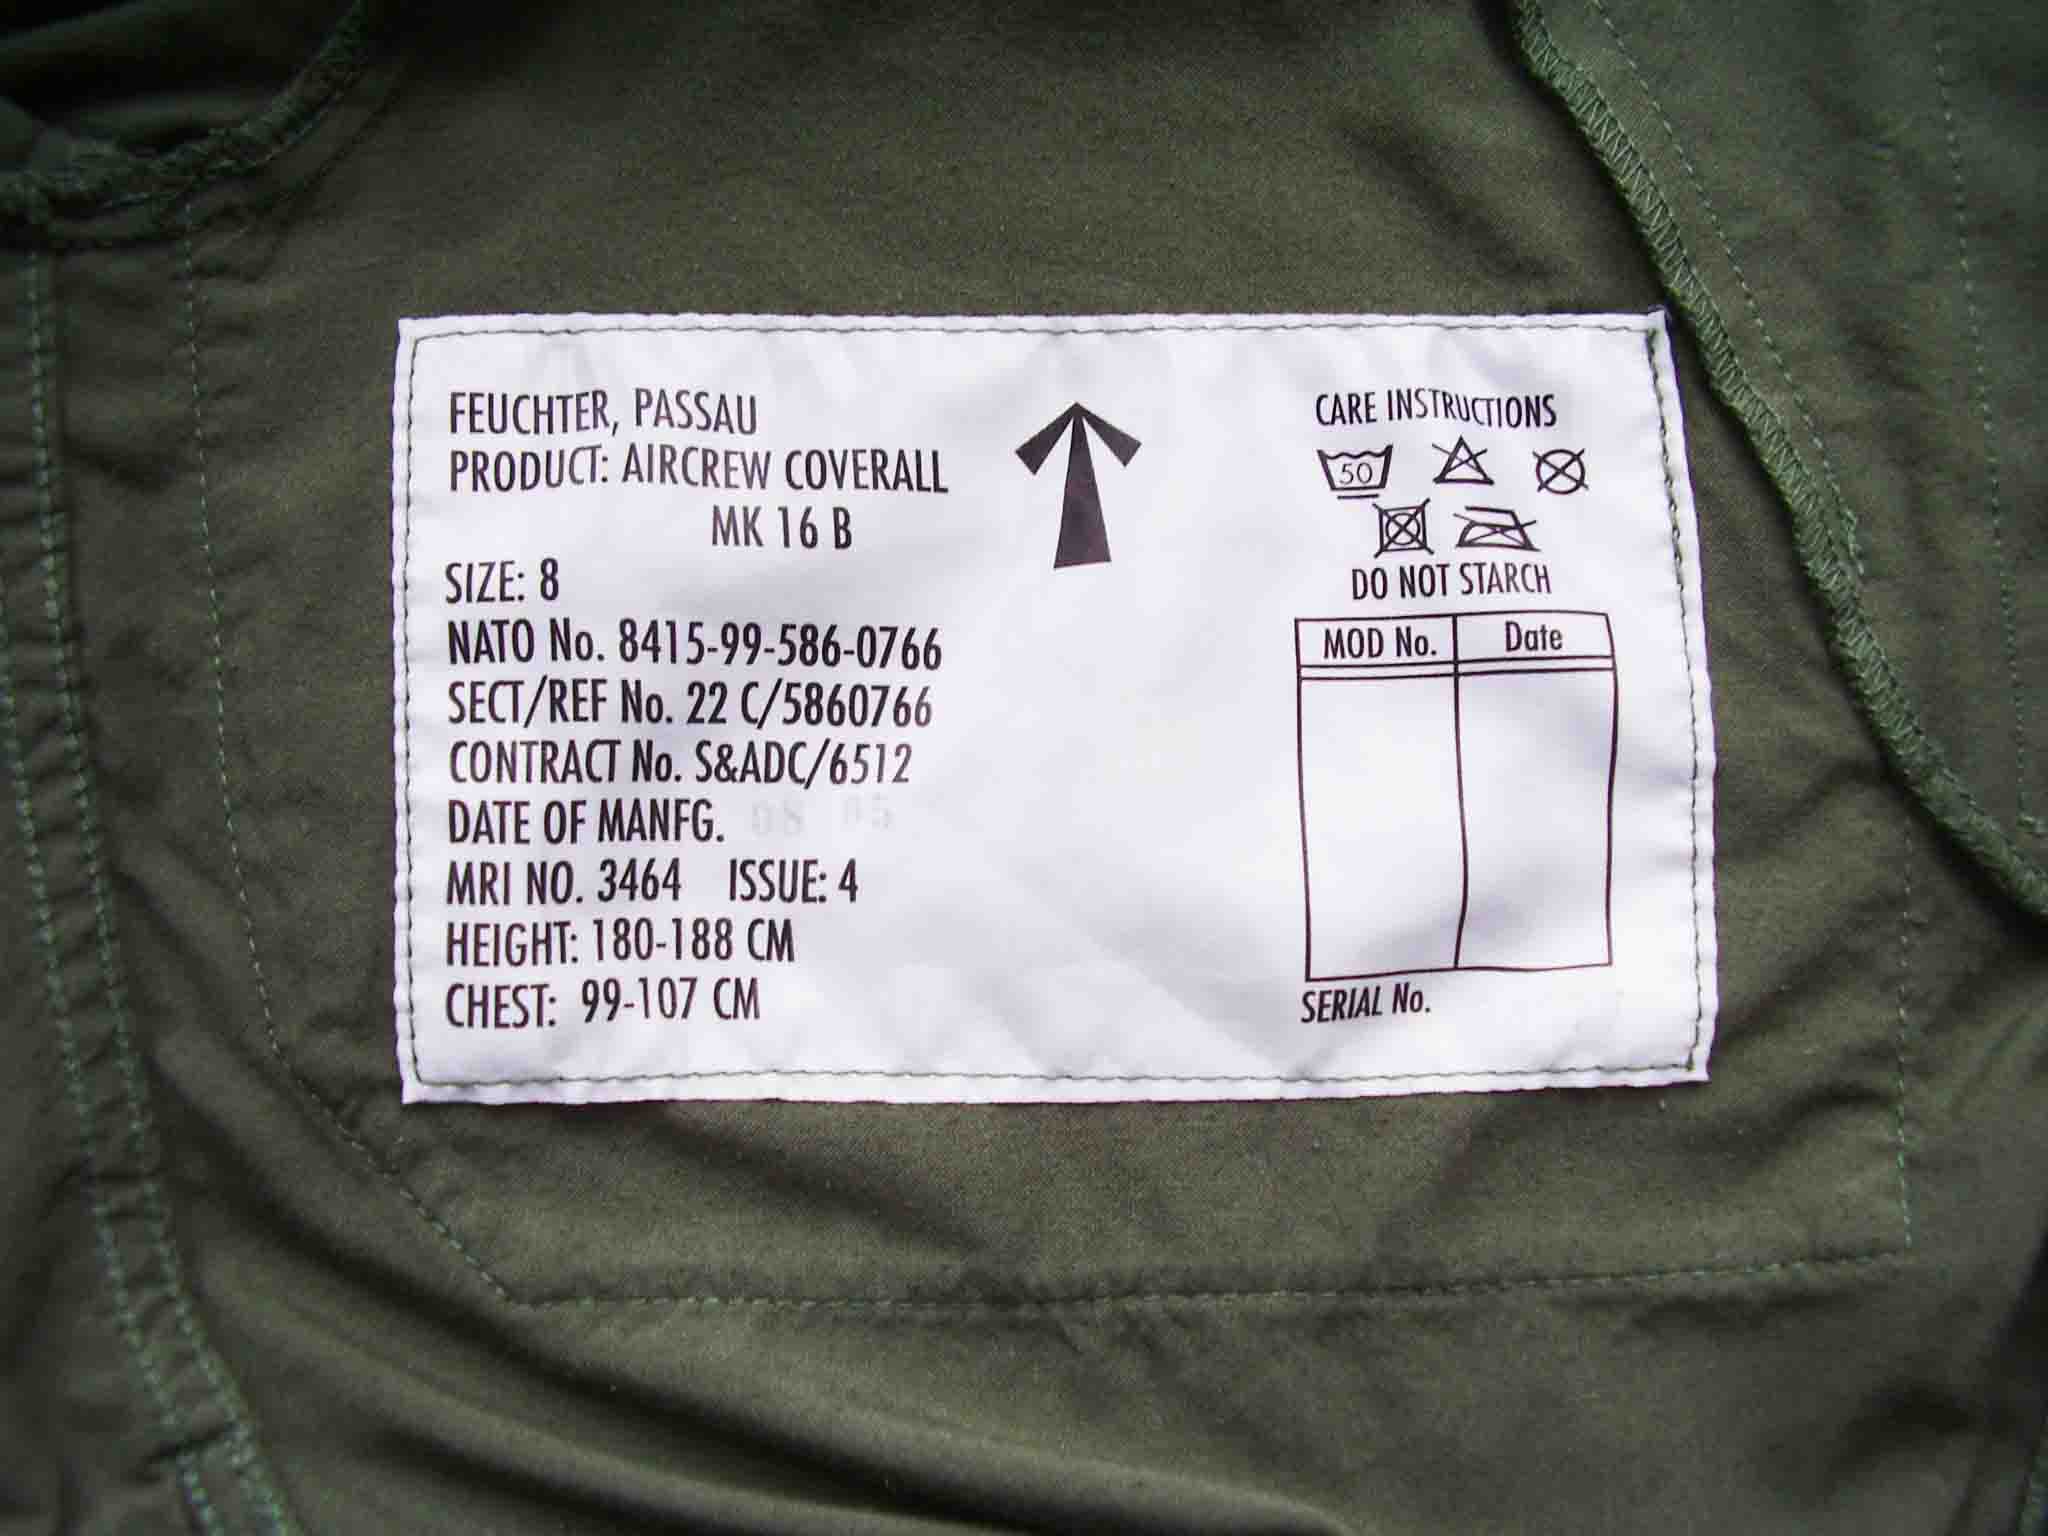 FEUCHTER, PASSAU
PRODUCT: AIRCREW COVERALL
MK 16 B
SIZE: 8
NATO No. 8415-99-586-0766
SECT/REF No. 22 C/5860766
CONTRACT No. S&ADC/6512
DATE OF MANFG. 08 05
MRI NO. 3464 ISSUE: 4
HEIGHT: 180-188 CM
CHEST: 99-107 CM
CARE INSTRUCTIONS
50
DO NOT STARCH
MOD No. Date
SERIAL No.